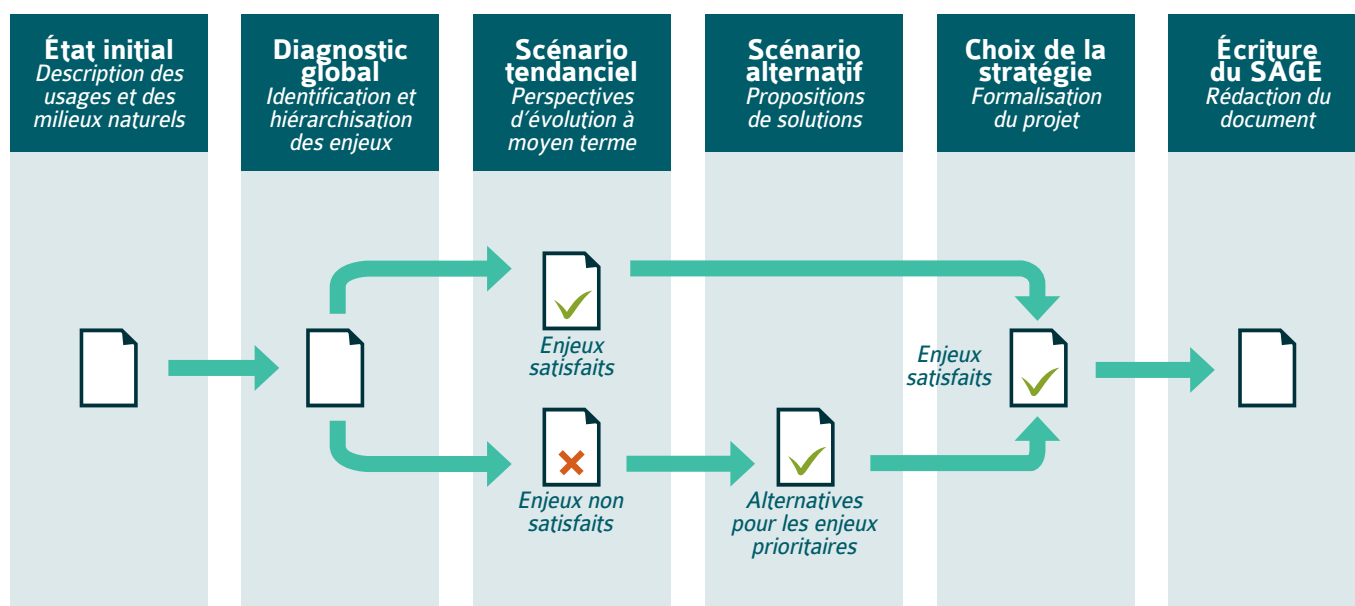 État initial
Description des
usages et des
milieux naturels
Diagnostic
global
Identification et
hiérarchisation
des enjeux
Scénario
tendanciel
Perspectives
d'évolution à
moyen terme
Scénario
alternatif
Propositions
de solutions
Choix de la
stratégie
Formalisation
du projet
Écriture
du SAGE
Rédaction du
document
Enjeux
satisfaits
Enjeux non
satisfaits
Alternatives
pour les enjeux
prioritaires
Enjeux
satisfaits